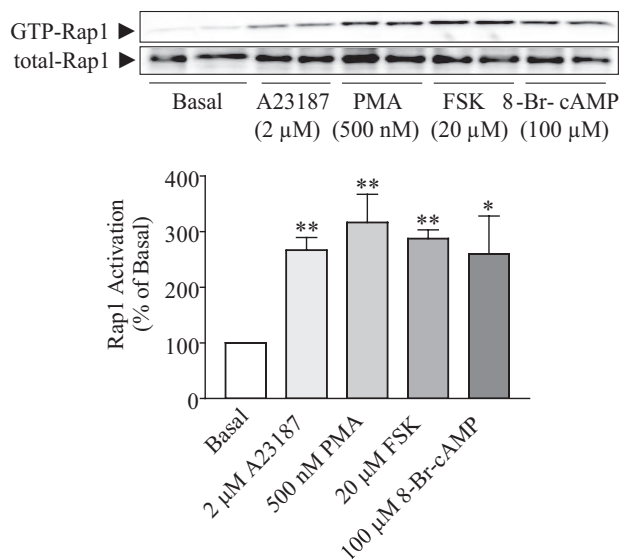 GTP-Rap1
total-Rap1
Basal A23187 PMA FSK 8-Br- cAMP
(2 µM) (500 nM) (20 µM) (100 µM)
400
300
200
100
0
Rap1 Activation
(% of Basal)
** ** ** *
Basal
2 µM A23187
500 nM PMA
20 µM FSK
100 µM 8-Br-cAMP